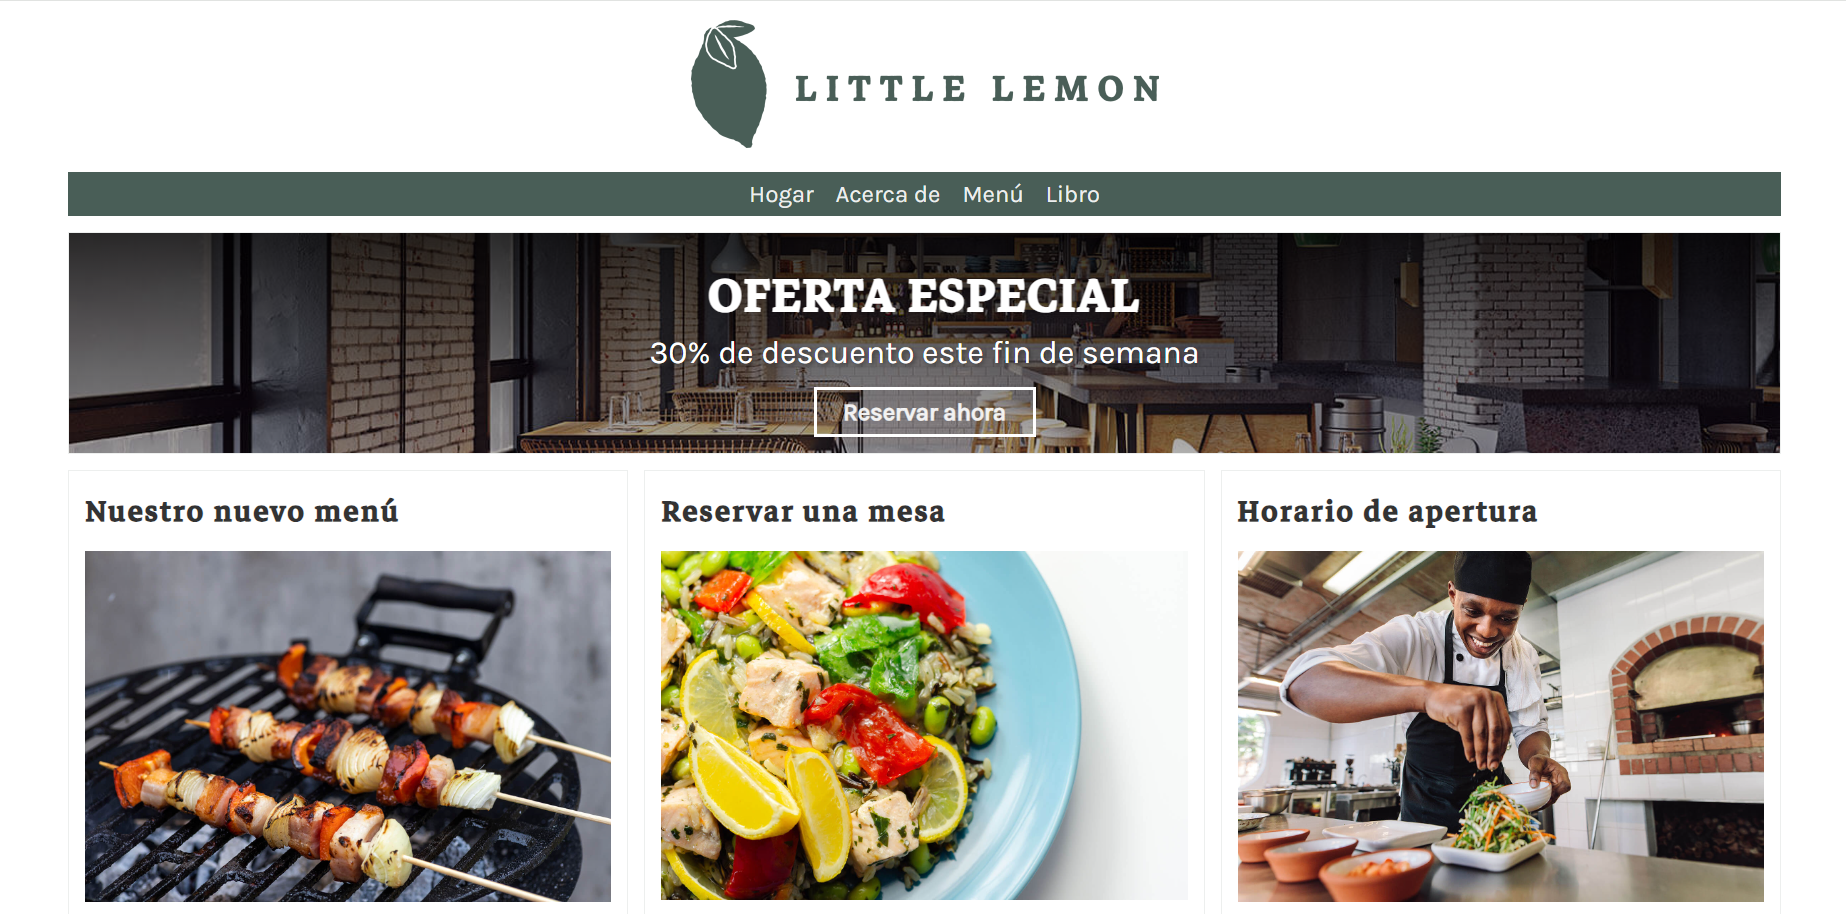 LITTLE LEMON
Hogar Acerca de Menú Libro
OFERTA ESPECIAL
30% de descuento este fin de semana
Reservar ahora
Nuestro nuevo menú
Reservar una mesa
Horario de apertura